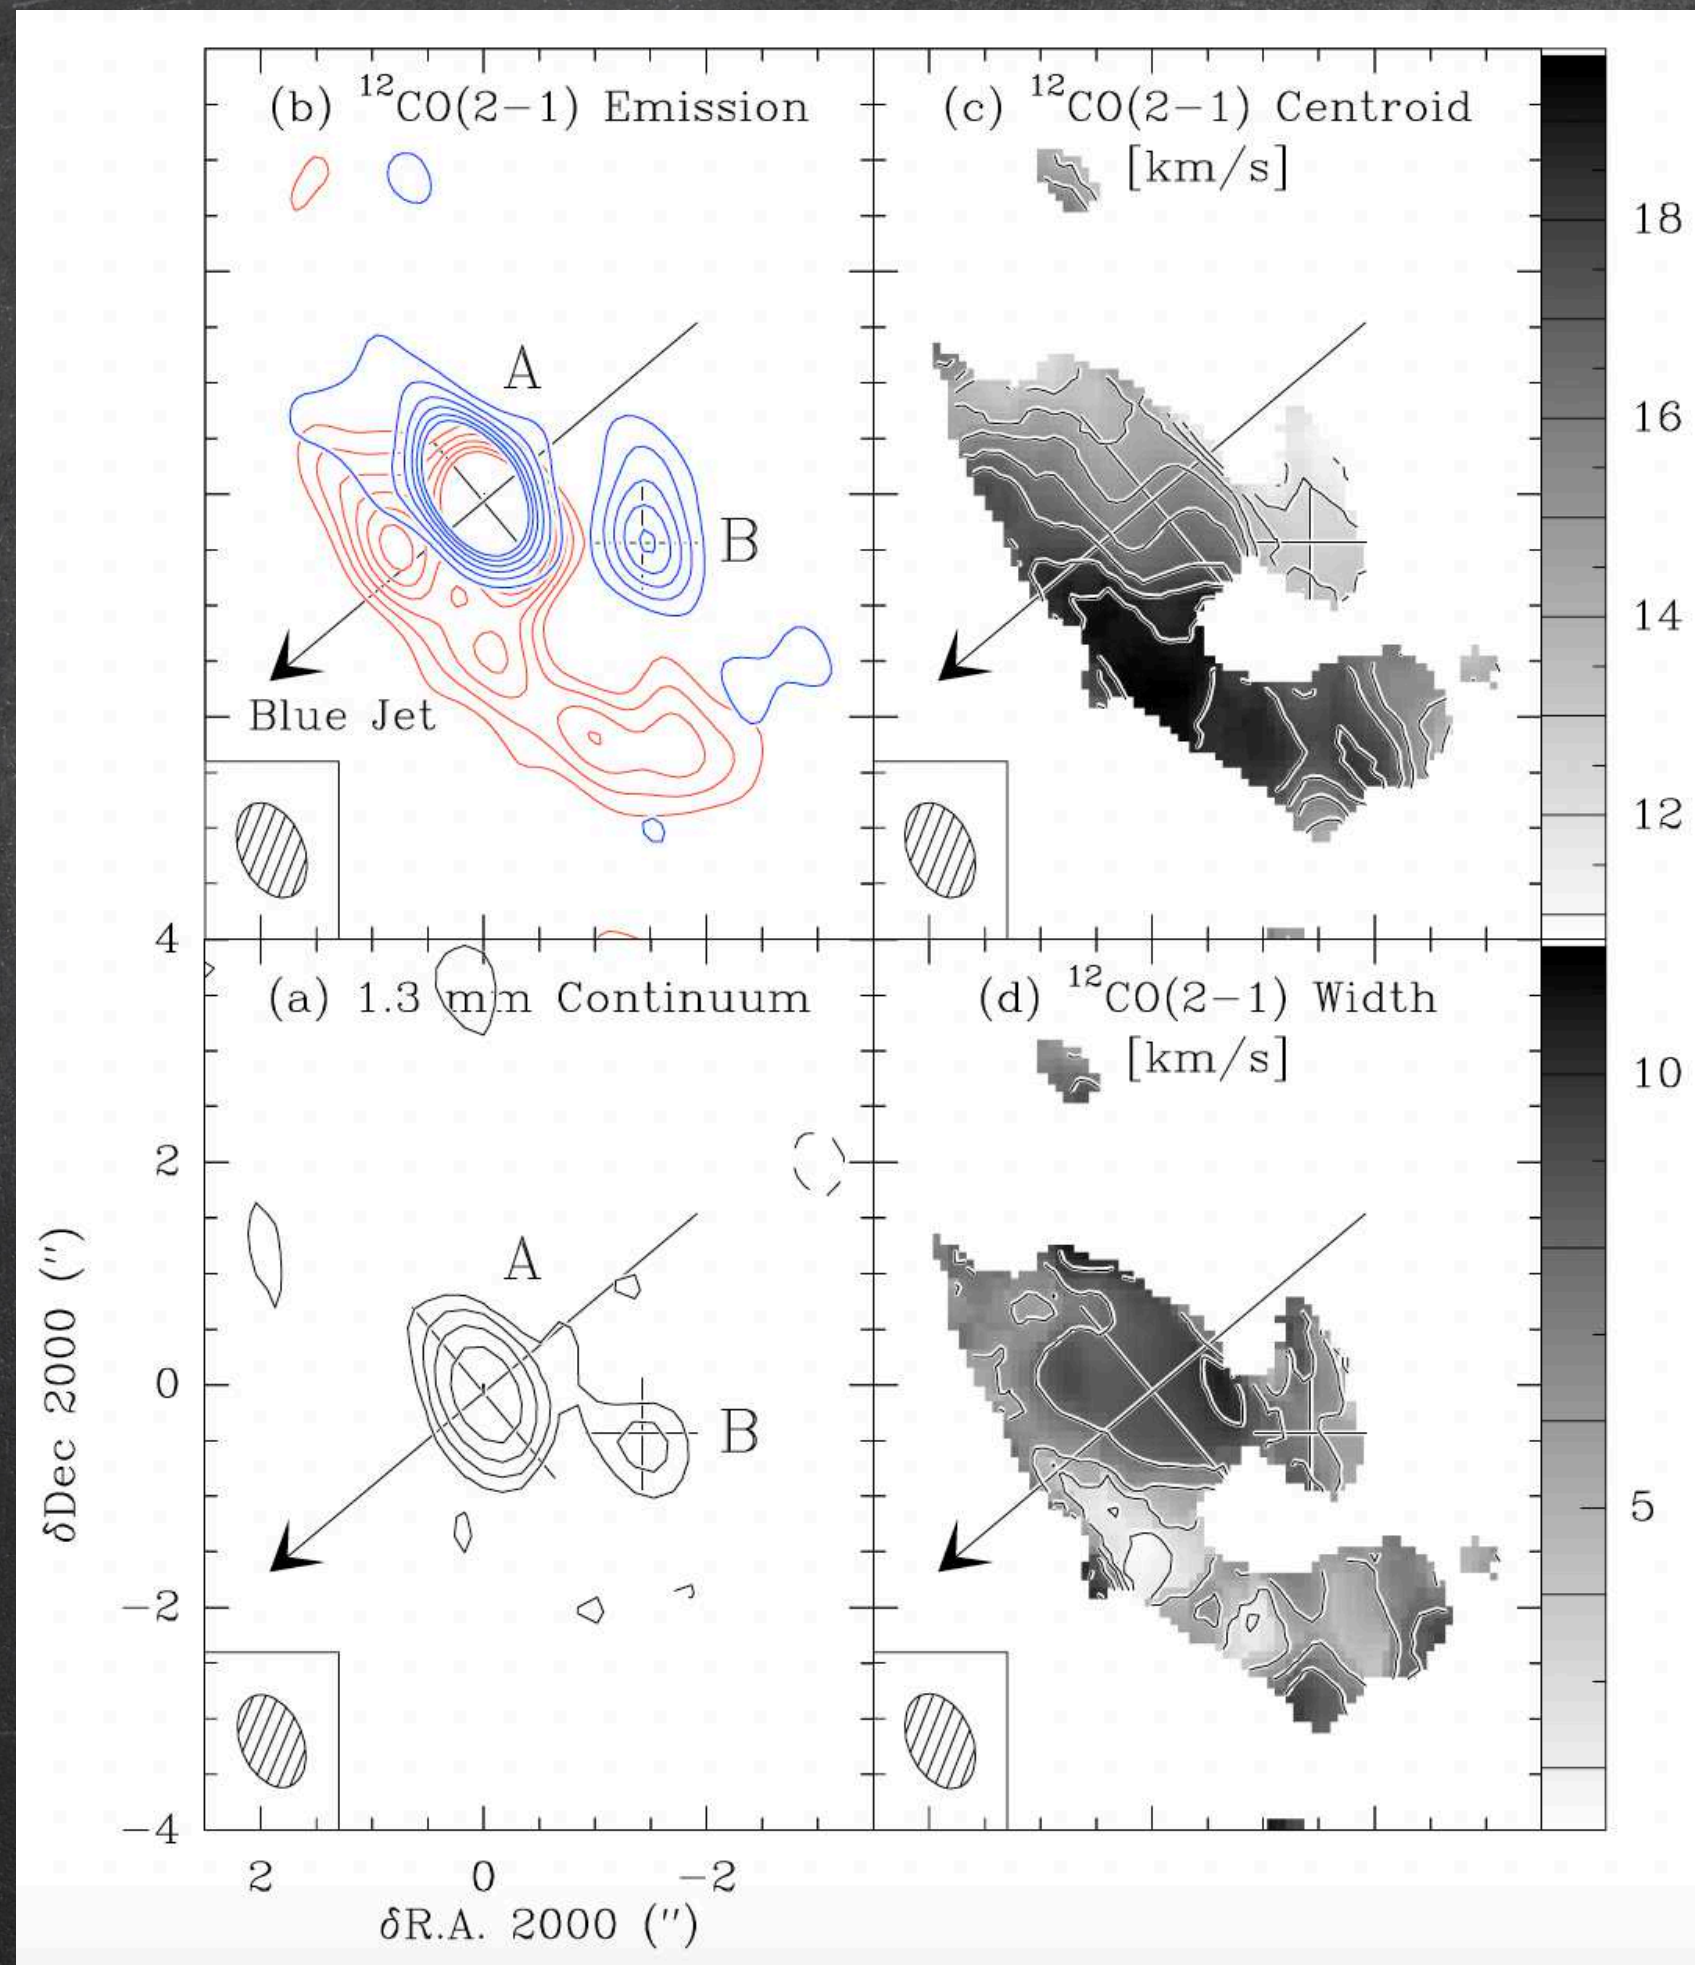 (b) ¹²CO(2−1) Emission
(c) ¹²CO(2−1) Centroid
[km/s]
A
B
Blue Jet
18
16
14
12
4
(a) 1.3 mm Continuum
(d) ¹²CO(2−1) Width
[km/s]
A
B
10
5
2
0
−2
−4
δDec 2000 (″)
2 0 −2
δR.A. 2000 (″)